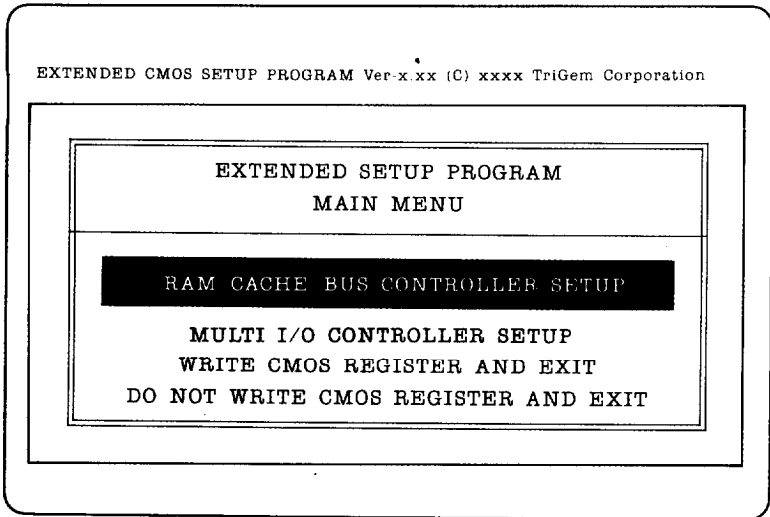 EXTENDED CMOS SETUP PROGRAM Ver-x.xx (C) xxxx TriGem Corporation
EXTENDED SETUP PROGRAM
MAIN MENU
RAM CACHE BUS CONTROLLER SETUP
MULTI I/O CONTROLLER SETUP
WRITE CMOS REGISTER AND EXIT
DO NOT WRITE CMOS REGISTER AND EXIT